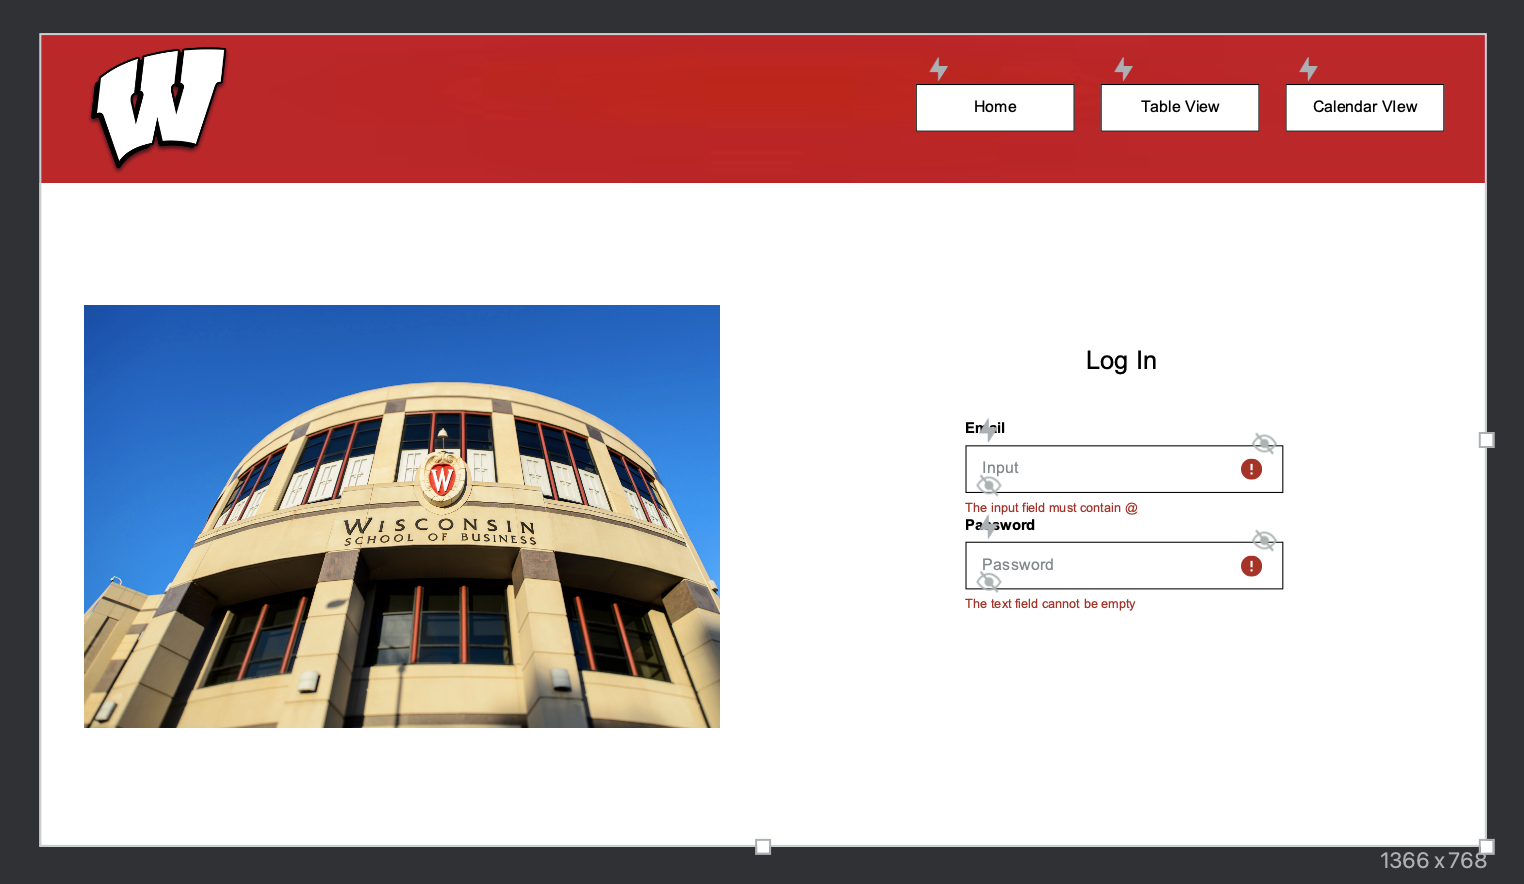 W
Home
Table View
Calendar VIew
W
WISCONSIN
SCHOOL OF BUSINESS
Log In
Email
Input
The input field must contain @
Password
Password
The text field cannot be empty
1366 x 768